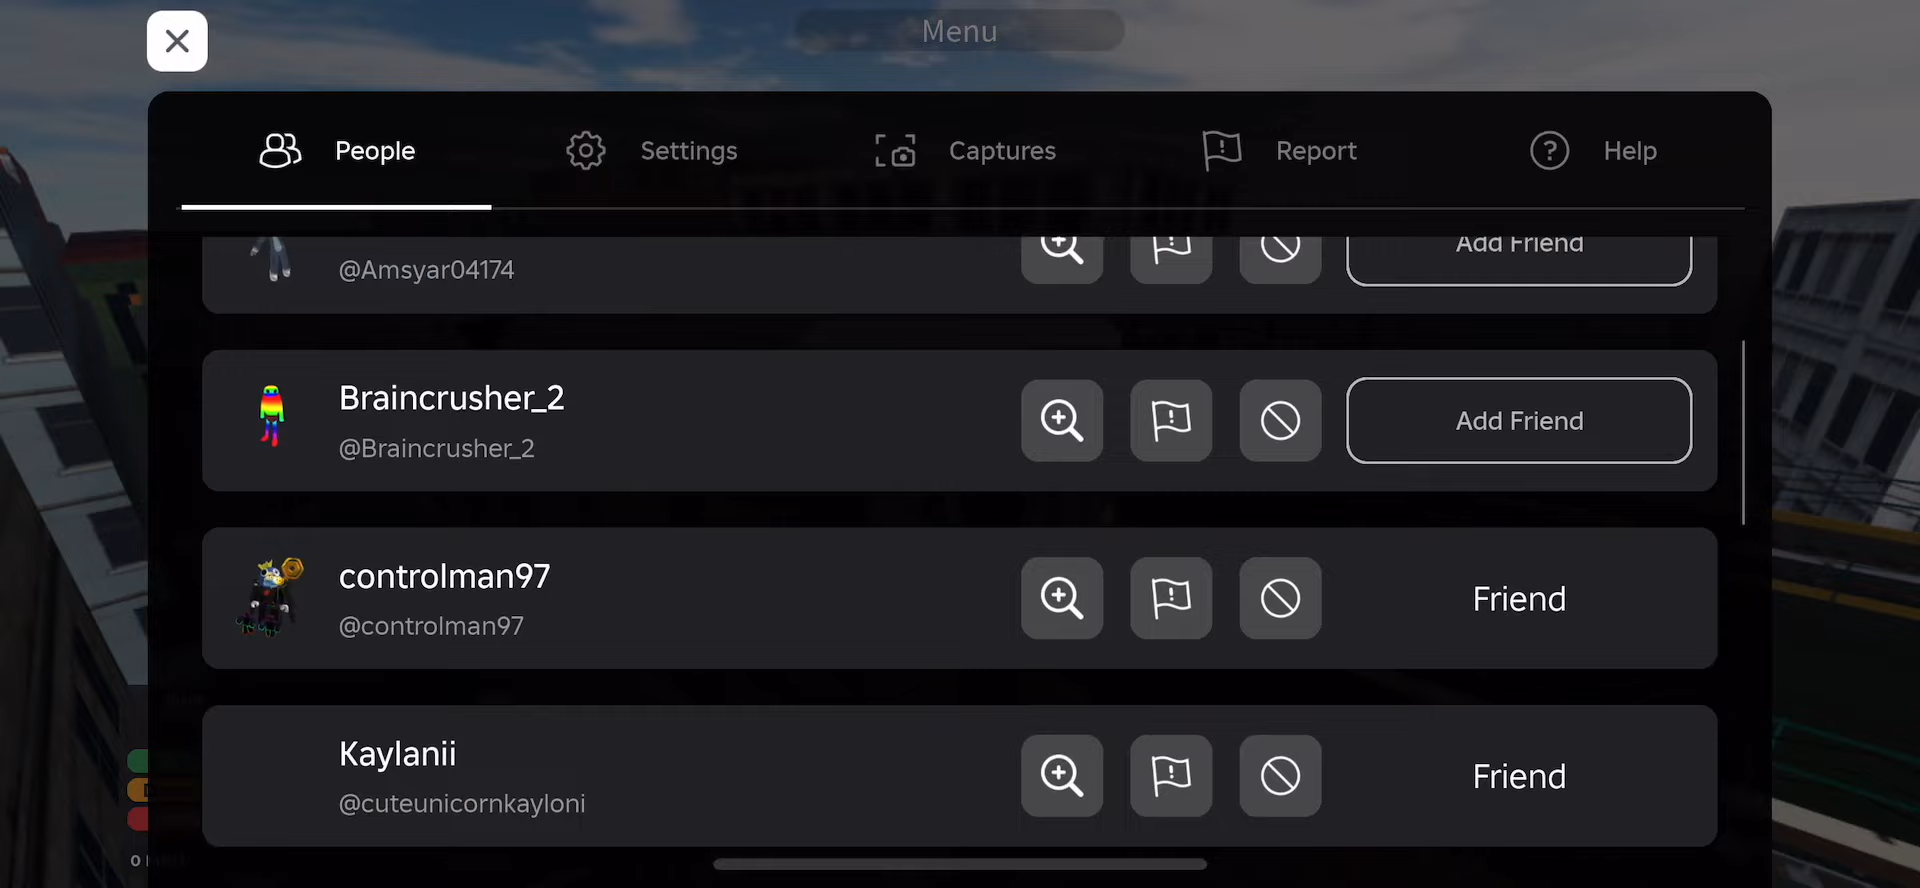 Menu
People Settings Captures Report Help
@Amsyar04174 Add Friend
Braincrusher_2
@Braincrusher_2 Add Friend
controlman97
@controlman97 Friend
Kaylanii
@cuteunicornkayloni Friend
0